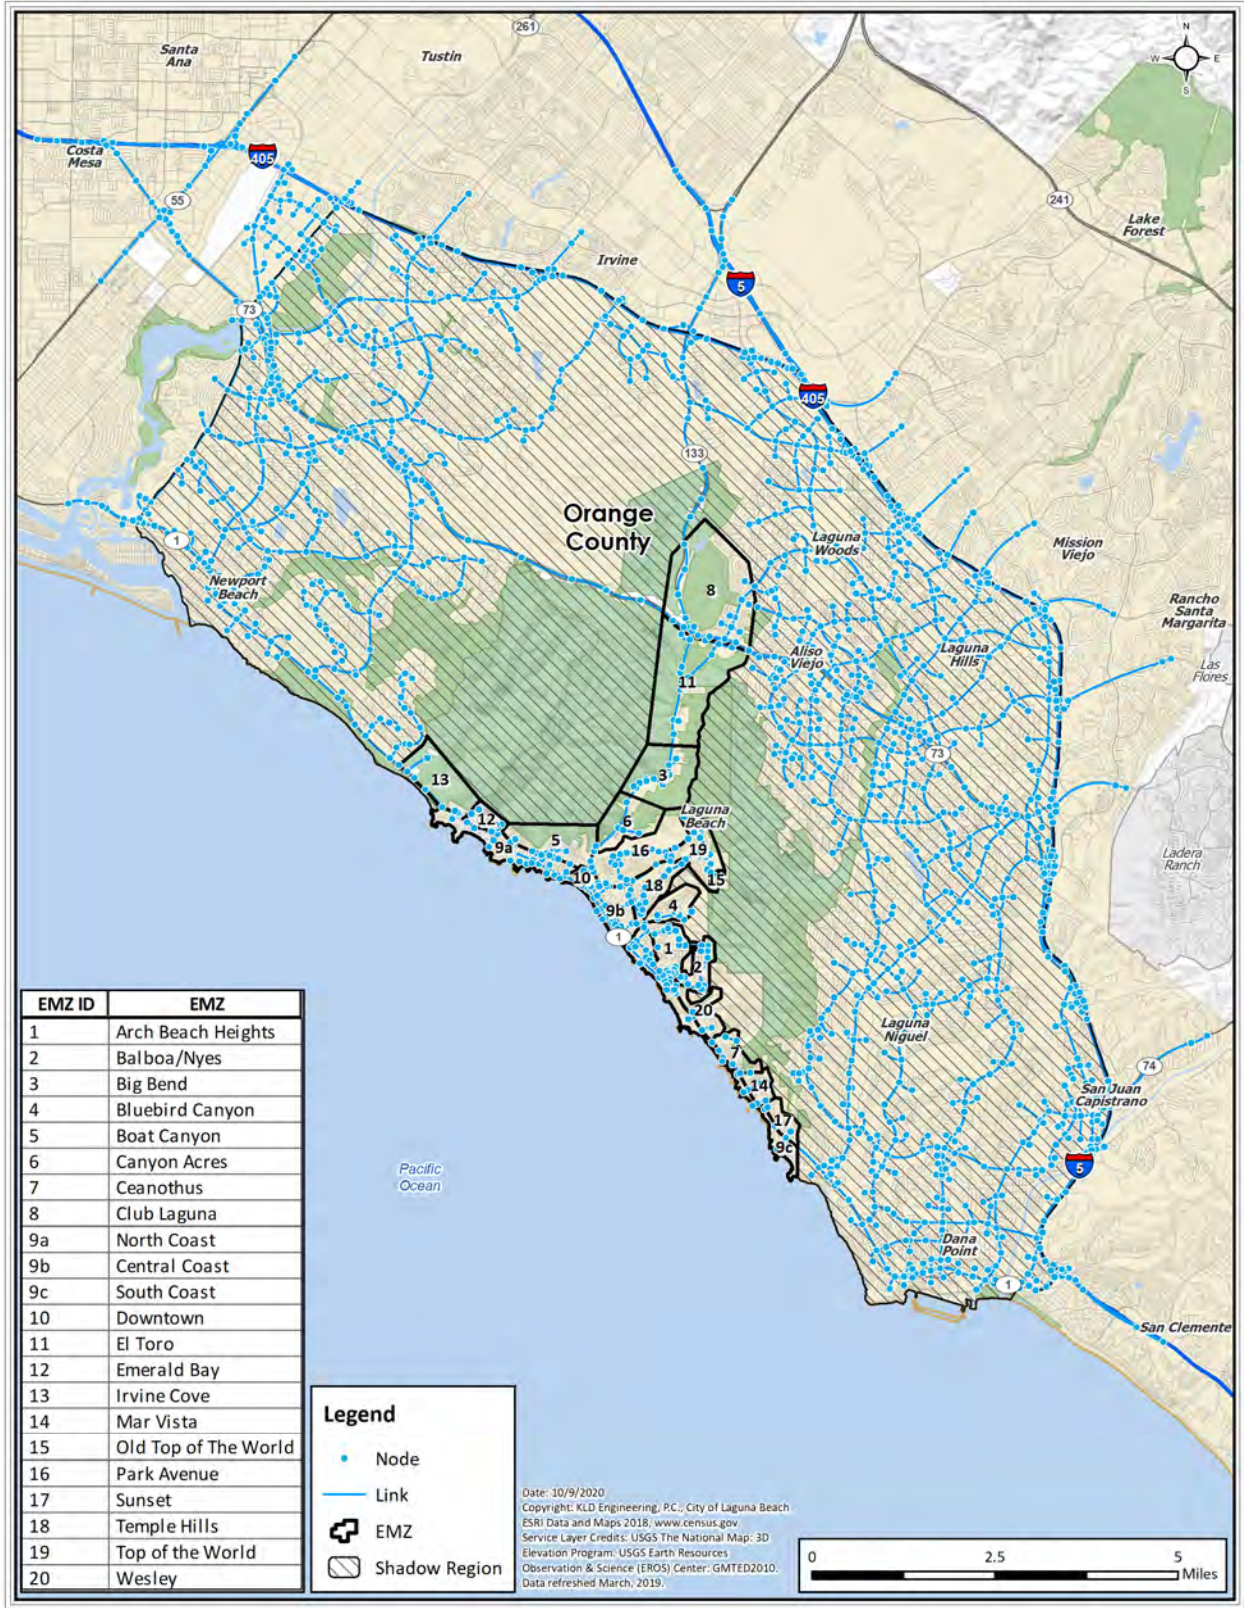 261
N
W E
S
Santa
Ana
Tustin
Costa
Mesa
405
55
241
Lake
Forest
Irvine
5
73
405
133
Orange
County
Laguna
Woods
Mission
Viejo
1
Newport
Beach
8
Rancho
Santa
Margarita
Aliso
Viejo
Laguna
Hills
Las
Flores
11
73
13
3
12
6
Laguna
Beach
5
9a
16
19
Ladera
Ranch
10
18
15
9b
4
1
1
2
20
Laguna
Niguel
7
74
14
San Juan
Capistrano
17
9c
5
Pacific
Ocean
Dana
Point
1
San Clemente
EMZ ID EMZ
1 Arch Beach Heights
2 Balboa/Nyes
3 Big Bend
4 Bluebird Canyon
5 Boat Canyon
6 Canyon Acres
7 Ceanothus
8 Club Laguna
9a North Coast
9b Central Coast
9c South Coast
10 Downtown
11 El Toro
12 Emerald Bay
13 Irvine Cove
14 Mar Vista
15 Old Top of The World
16 Park Avenue
17 Sunset
18 Temple Hills
19 Top of the World
20 Wesley
Legend
Node
Link
EMZ
Shadow Region
Date: 10/9/2020
Copyright: KLD Engineering, P.C., City of Laguna Beach
ESRI Data and Maps 2018, www.census.gov
Service Layer Credits: USGS The National Map: 3D
Elevation Program. USGS Earth Resources
Observation & Science (EROS) Center: GMTED2010.
Data refreshed March, 2019.
0 2.5 5
Miles